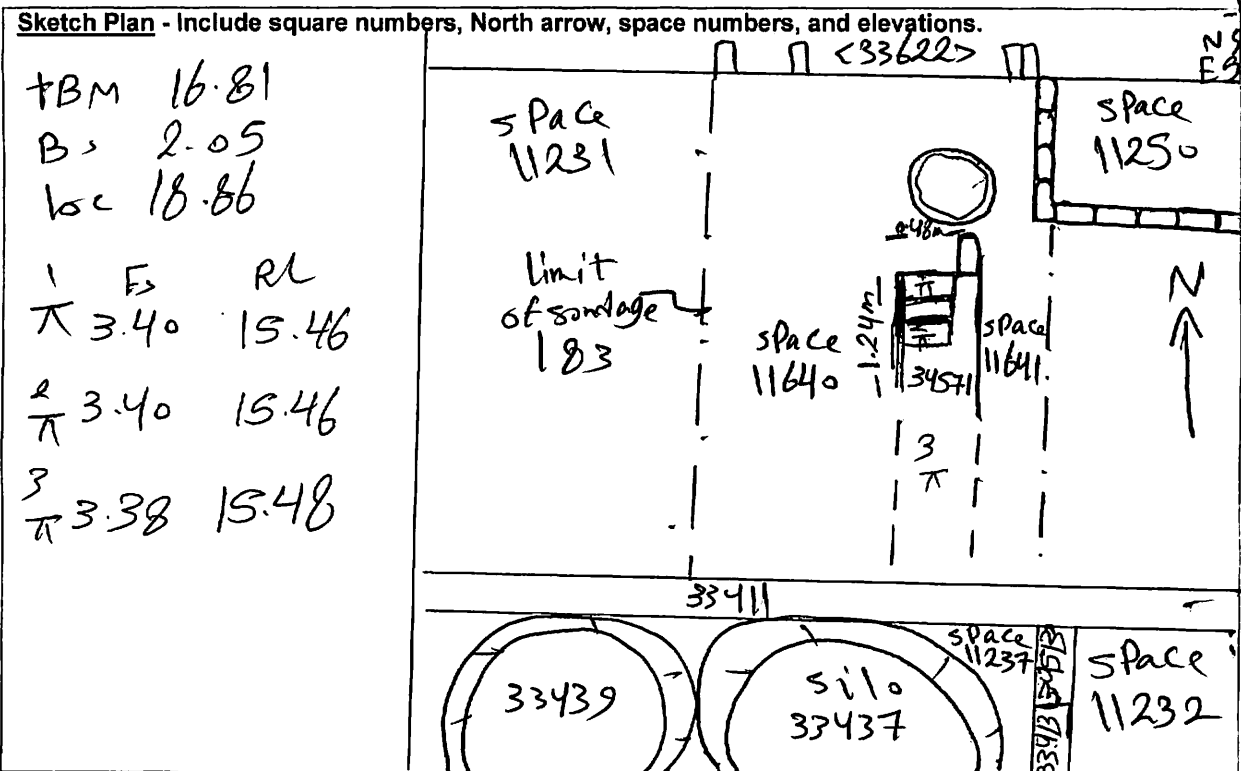 Sketch Plan - Include square numbers, North arrow, space numbers, and elevations.
TBM 16.81
Bs 2.05
loc 18.86
Fs RL
1 3.40 15.46
2 3.40 15.46
3 3.38 15.48
<33622>
N
E
space
11231
space
11250
0.48m
limit
of sondage
183
1.24m
space
11640
space
11641
34571
N
3
33411
33439
silo
33437
space
11237
space
11232